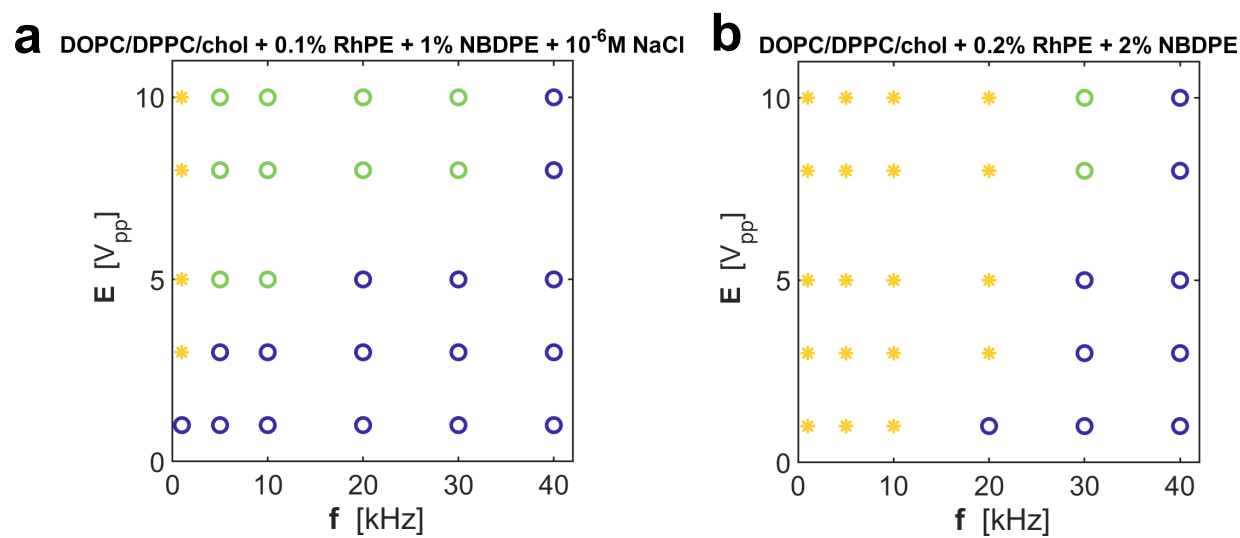 a
DOPC/DPPC/chol + 0.1% RhPE + 1% NBDPE + 10⁻⁶M NaCl
10
5
0
E [Vpp]
0 10 20 30 40
f [kHz]
b
DOPC/DPPC/chol + 0.2% RhPE + 2% NBDPE
10
5
0
E [Vpp]
0 10 20 30 40
f [kHz]